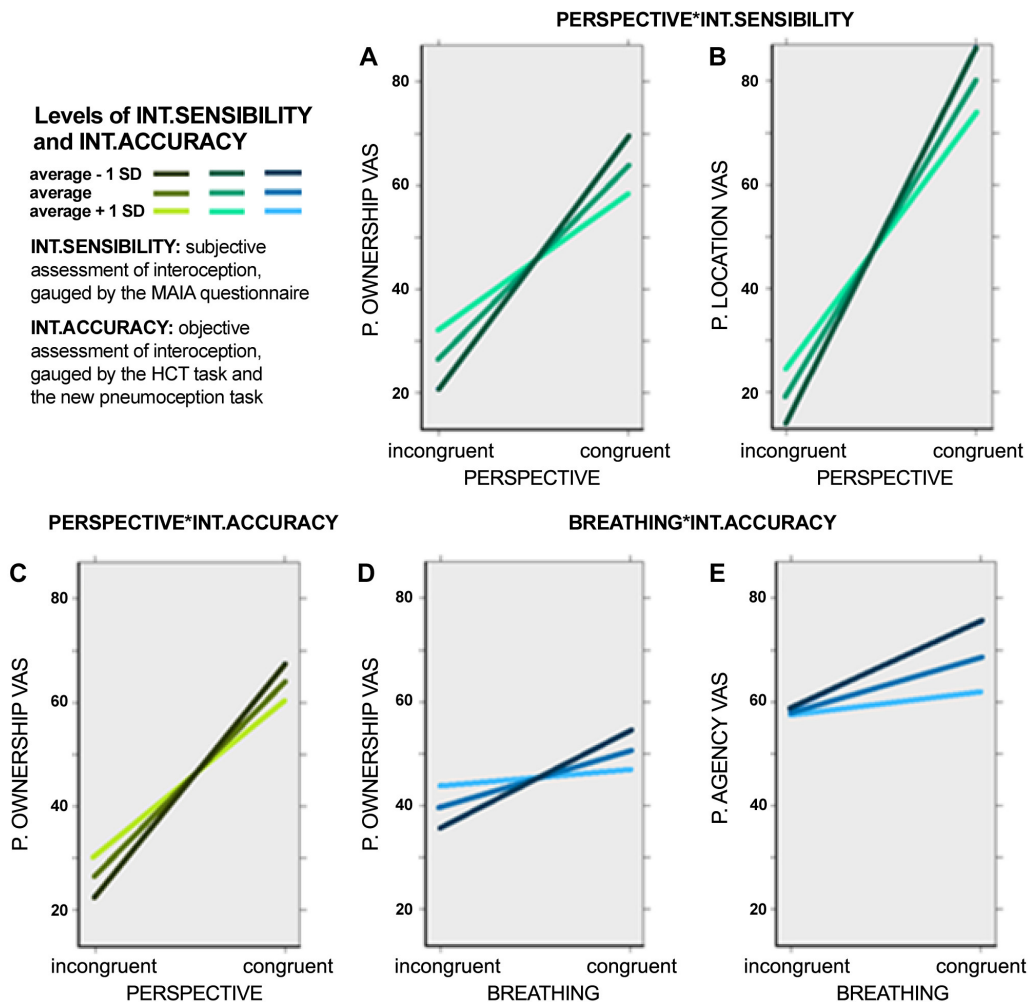 PERSPECTIVE*INT.SENSIBILITY
Levels of INT.SENSIBILITY
and INT.ACCURACY
average - 1 SD
average
average + 1 SD
INT.SENSIBILITY: subjective
assessment of interoception,
gauged by the MAIA questionnaire
INT.ACCURACY: objective
assessment of interoception,
gauged by the HCT task and
the new pneumoception task
A
P. OWNERSHIP VAS
80
60
40
20
incongruent congruent
PERSPECTIVE
B
P. LOCATION VAS
80
60
40
20
incongruent congruent
PERSPECTIVE
PERSPECTIVE*INT.ACCURACY
C
P. OWNERSHIP VAS
80
60
40
20
incongruent congruent
PERSPECTIVE
BREATHING*INT.ACCURACY
D
P. OWNERSHIP VAS
80
60
40
20
incongruent congruent
BREATHING
E
P. AGENCY VAS
80
60
40
20
incongruent congruent
BREATHING